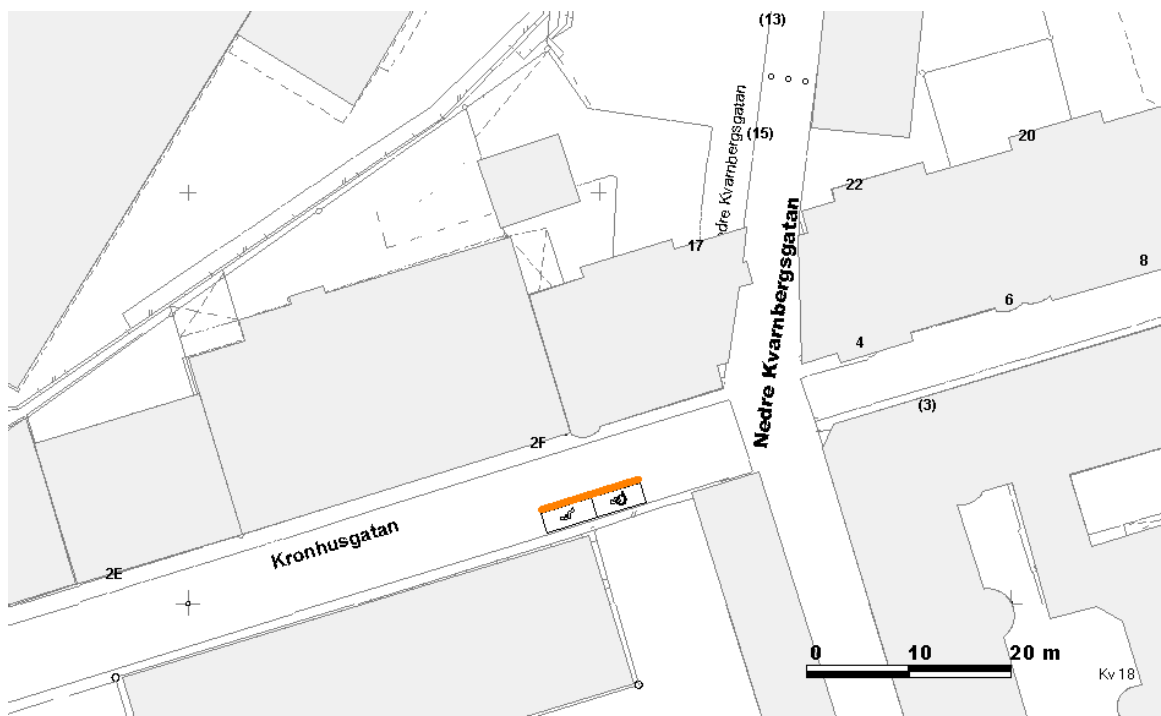 (13)
(15)
dre Kvarnbergsgatan
20
22
17
Nedre Kvarnbergsgatan
8
6
4
(3)
2F
Kronhusgatan
2E
0 10 20 m
Kv 18